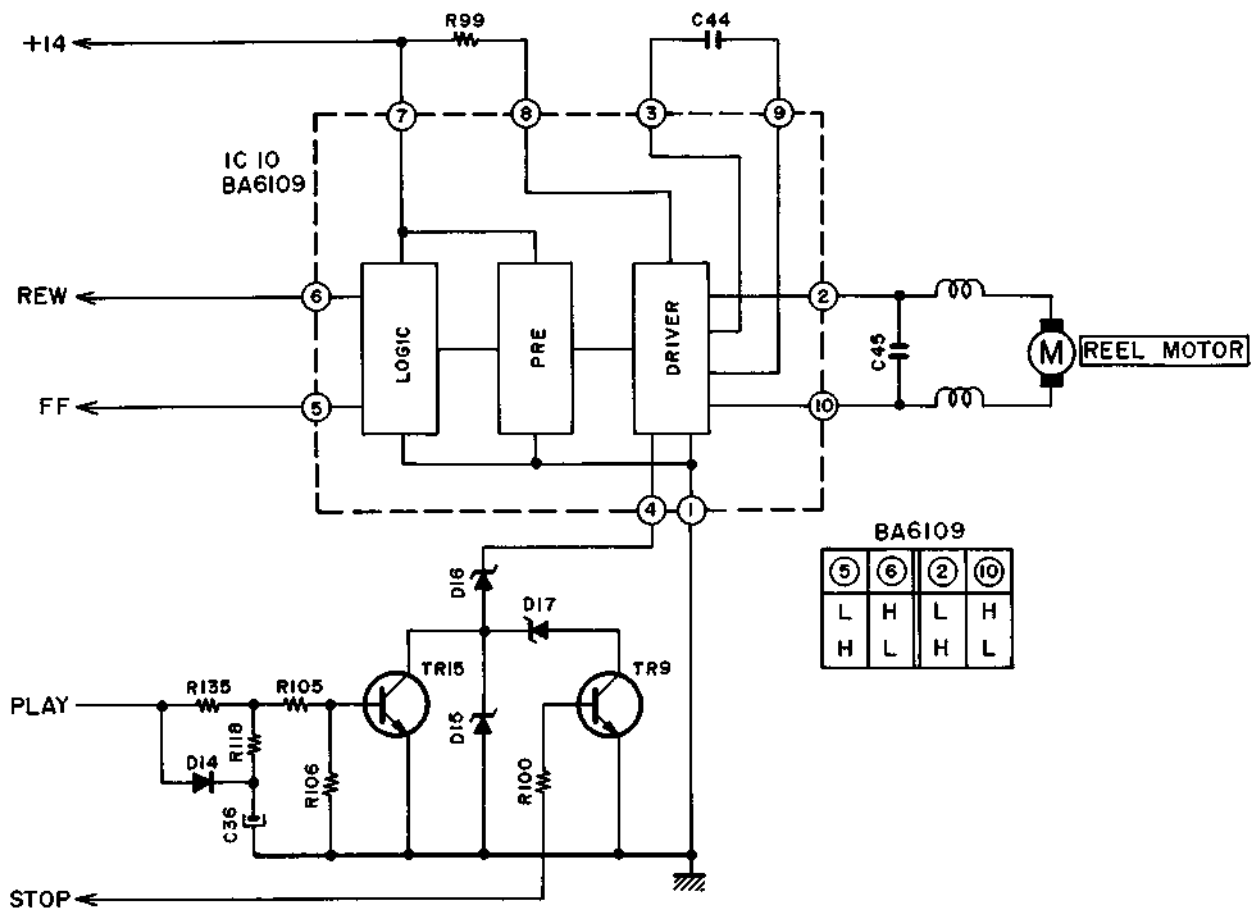 R99
C44
+14
7
8
3
9
IC 10
BA6109
REW
6
LOGIC
PRE
DRIVER
2
C45
M
REEL MOTOR
FF
5
10
4
1
BA6109
5 6 2 10
L H L H
H L H L
D16
D17
TR15
TR9
PLAY
R135
R105
R118
D14
C36
R106
D15
R100
STOP